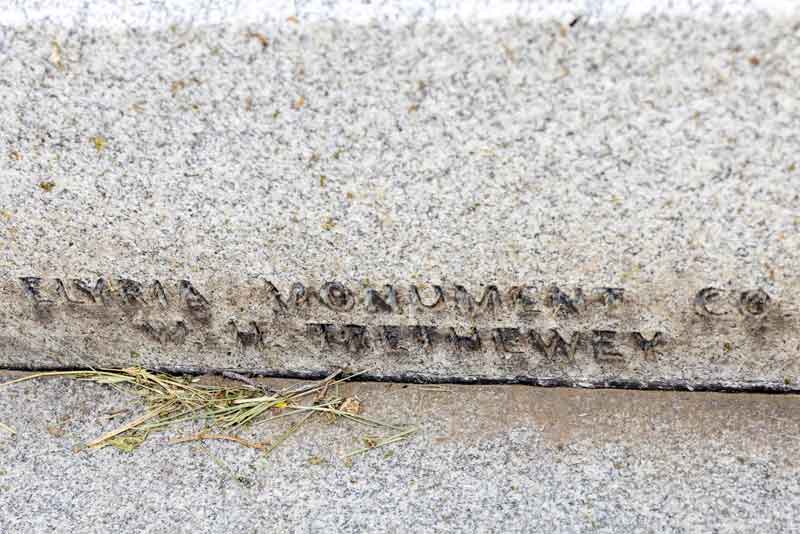 ELYRIA MONUMENT CO
W. H. TRETHEWEY